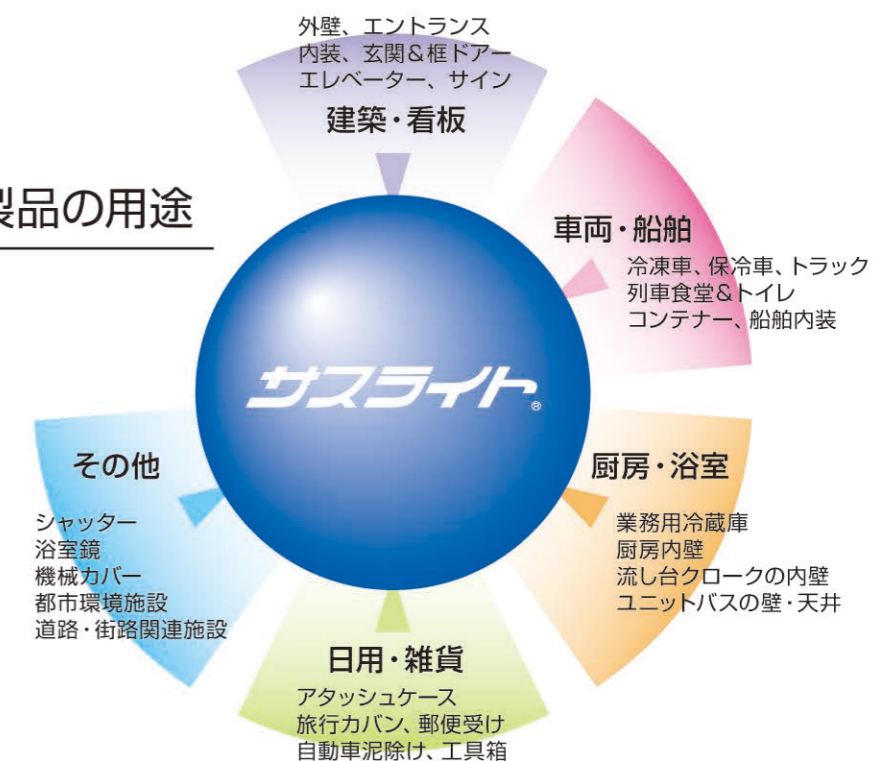 外壁、エントランス
内装、玄関&框ドアー
エレベーター、サイン
建築・看板
製品の用途
車両・船舶
冷凍車、保冷車、トラック
列車食堂&トイレ
コンテナー、船舶内装
サスライト®
その他
シャッター
浴室鏡
機械カバー
都市環境施設
道路・街路関連施設
厨房・浴室
業務用冷蔵庫
厨房内壁
流し台クロークの内壁
ユニットバスの壁・天井
日用・雑貨
アタッシュケース
旅行カバン、郵便受け
自動車泥除け、工具箱